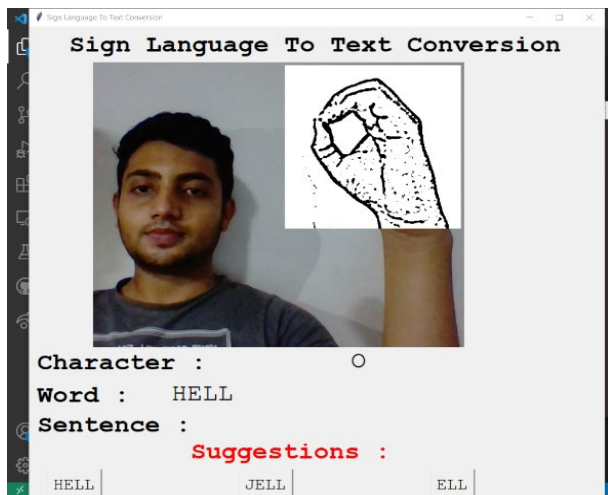 Sign Language To Text Conversion
Sign Language To Text Conversion
Character : O
Word : HELL
Sentence :
Suggestions :
HELL JELL ELL